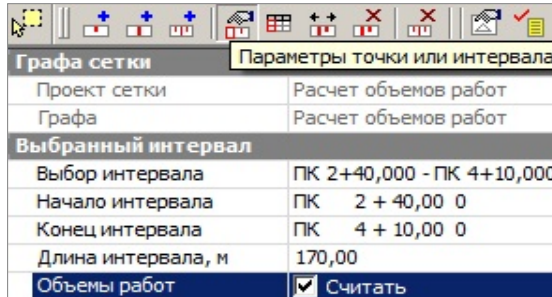 Параметры точки или интервала
Графа сетки
Проект сетки Расчет объемов работ
Графа Расчет объемов работ
Выбранный интервал
Выбор интервала ПК 2+40,000 - ПК 4+10,000
Начало интервала ПК 2 + 40,00 0
Конец интервала ПК 4 + 10,00 0
Длина интервала, м 170,00
Объемы работ Считать